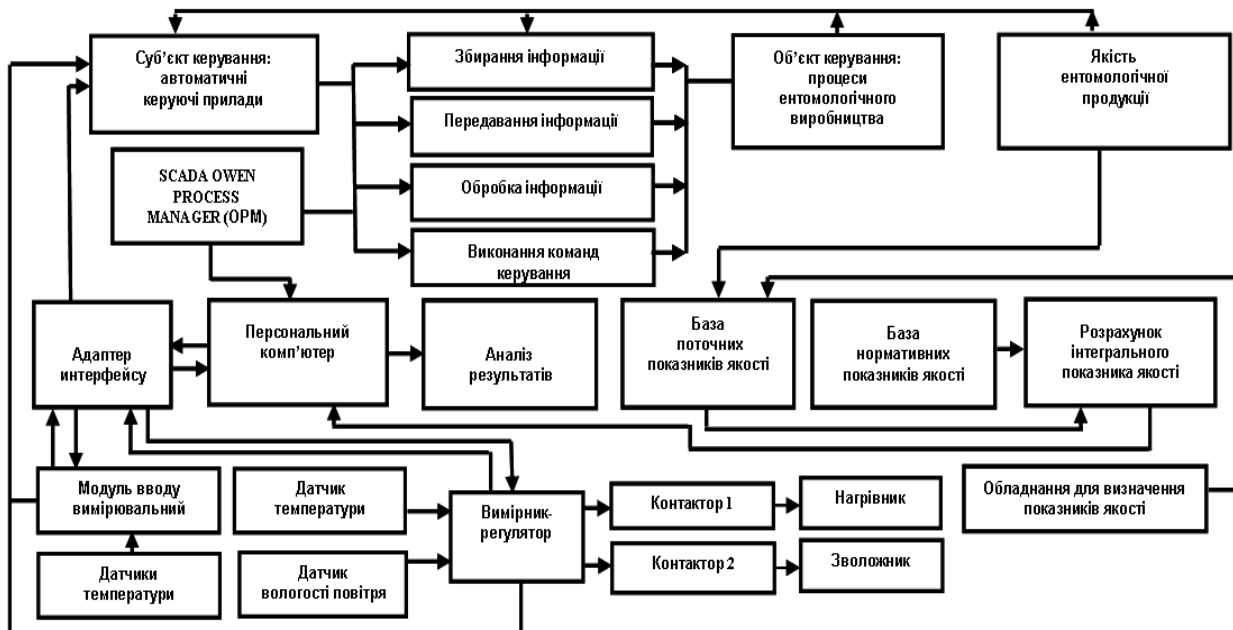 Суб’єкт керування:
автоматичні
керуючі прилади
Збирання інформації
Об’єкт керування:
процеси
ентомологічного
виробництва
Якість
ентомологічної
продукції
Передавання інформації
SCADA OWEN
PROCESS
MANAGER (ОРМ)
Обробка інформації
Виконання команд
керування
Адаптер
интерфейсу
Персональний
комп’ютер
Аналіз
результатів
База
поточних
показників якості
База
нормативних
показників якості
Розрахунок
інтегрального
показника якості
Модуль вводу
вимірювальний
Датчик
температури
Вимірник-
регулятор
Контактор 1
Нагрівник
Обладнання для визначення
показників якості
Датчики
температури
Датчик
вологості повітря
Контактор 2
Зволожник